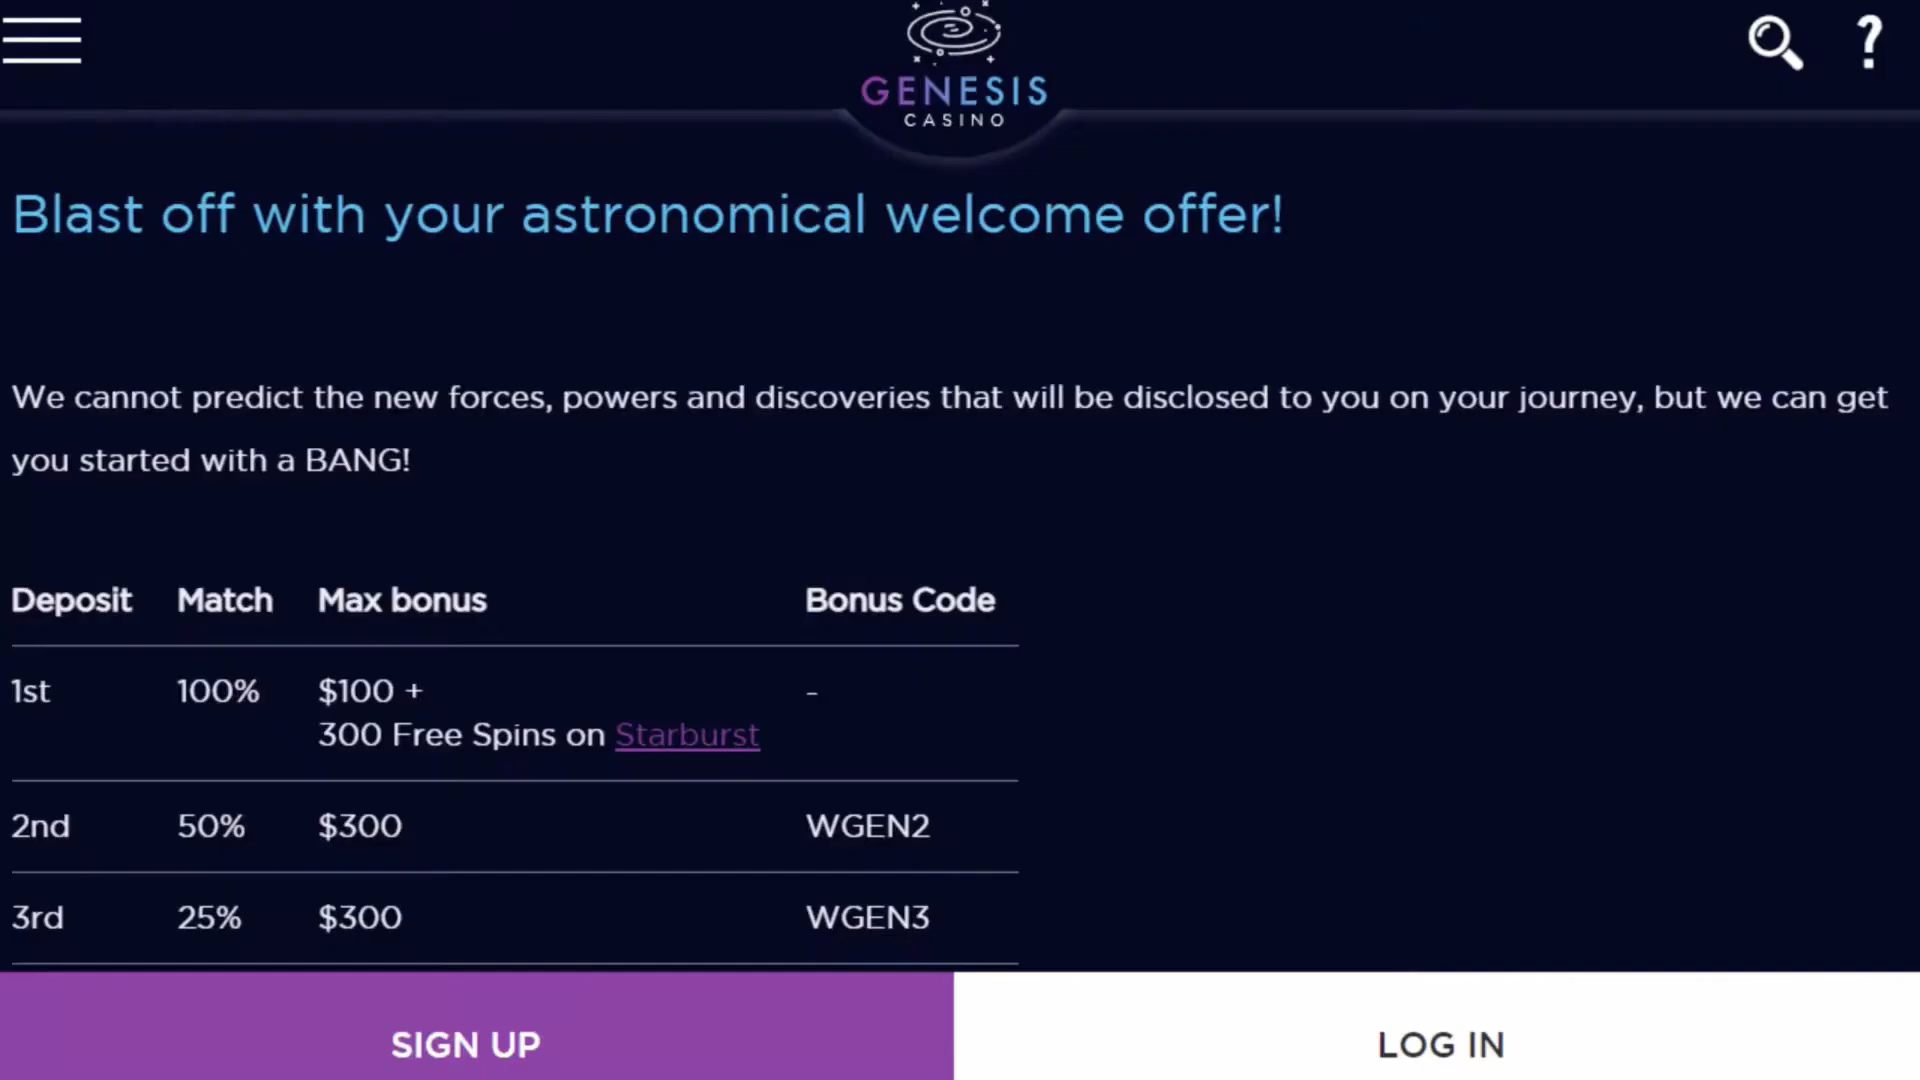 GENESIS
CASINO
Blast off with your astronomical welcome offer!
We cannot predict the new forces, powers and discoveries that will be disclosed to you on your journey, but we can get
you started with a BANG!
Deposit Match Max bonus Bonus Code
1st 100% $100 + -
300 Free Spins on Starburst
2nd 50% $300 WGEN2
3rd 25% $300 WGEN3
SIGN UP LOG IN